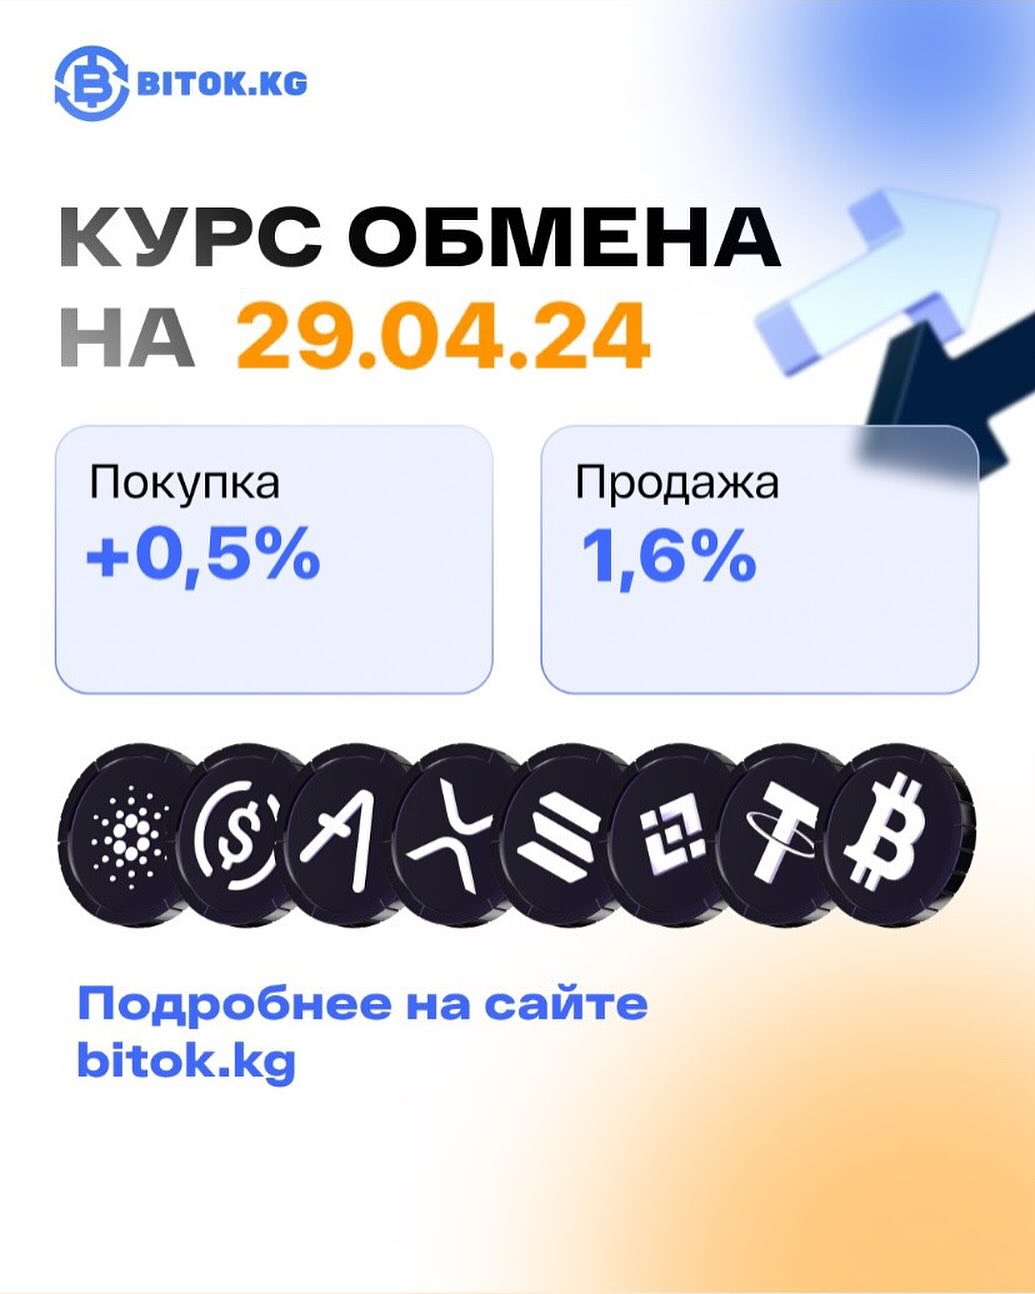 BITOK.KG
КУРС ОБМЕНА
НА 29.04.24
Покупка
+0,5%
Продажа
1,6%
Подробнее на сайте
bitok.kg